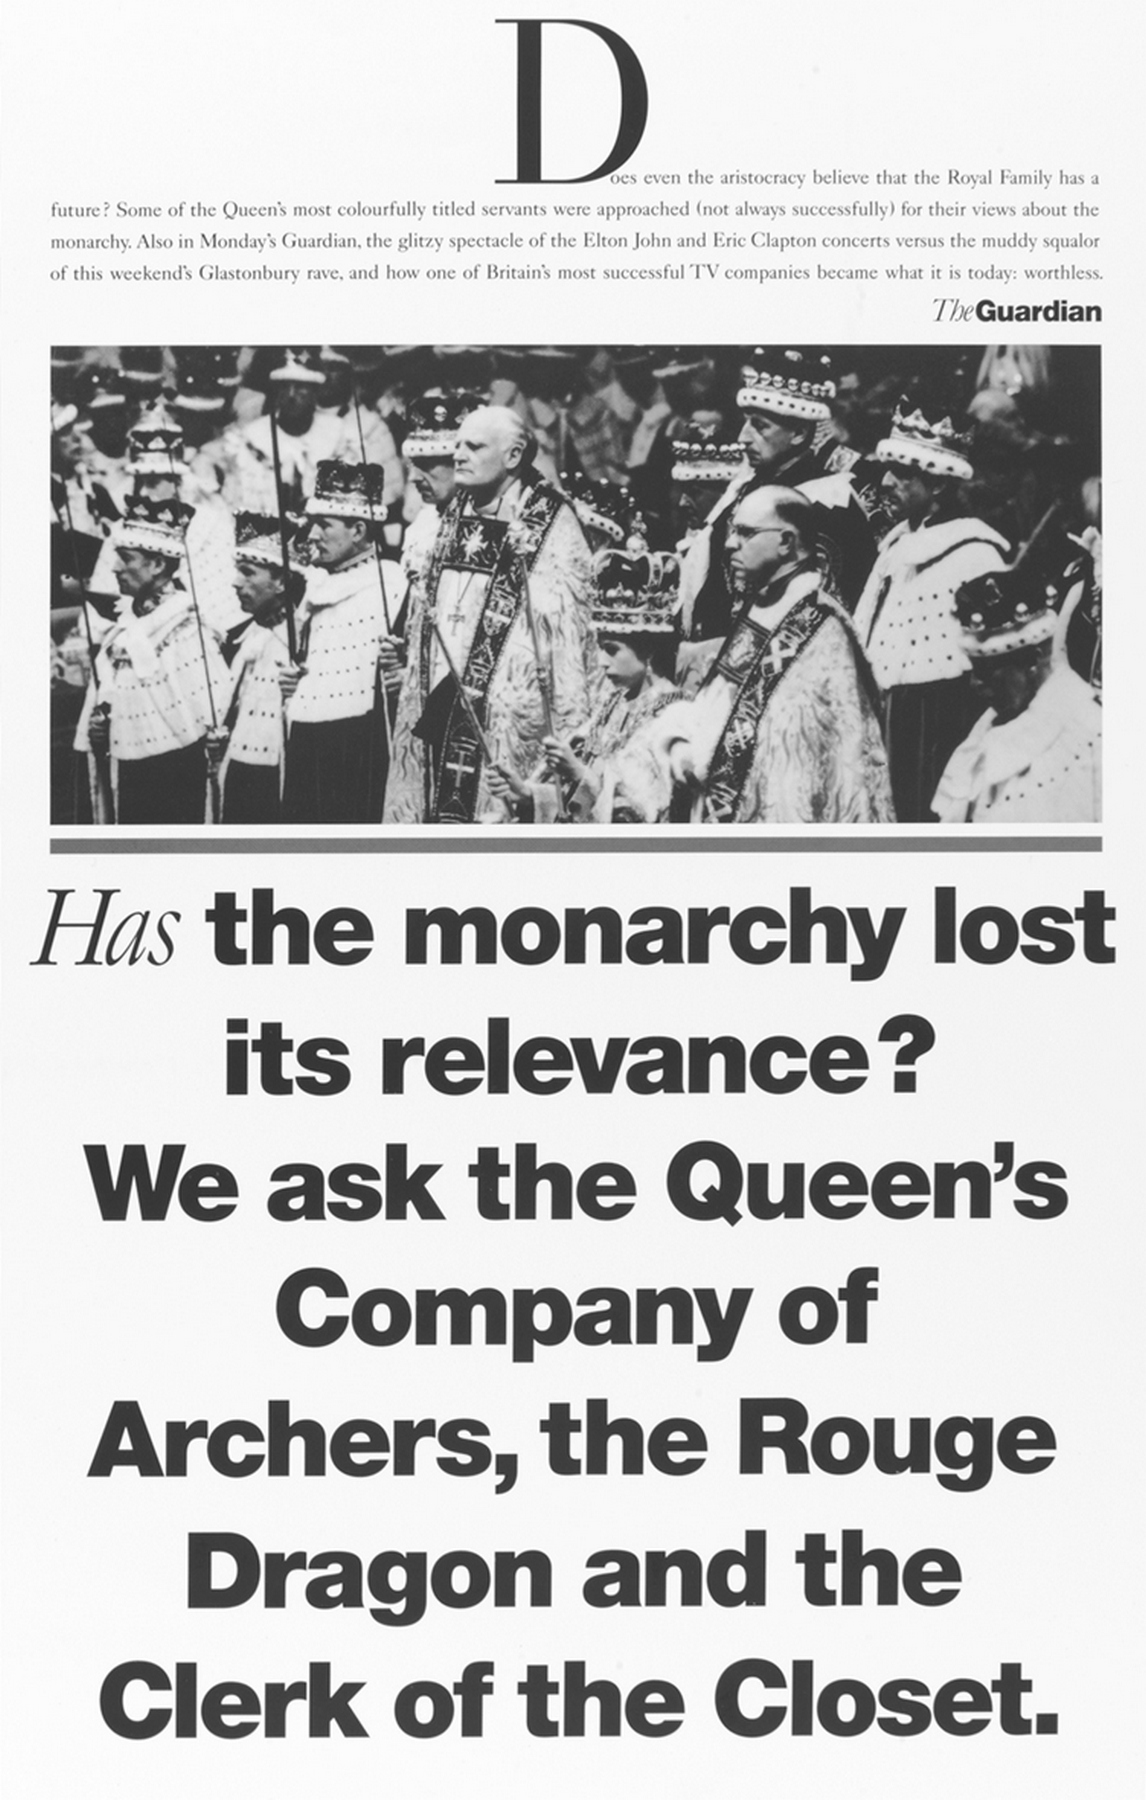 Does even the aristocracy believe that the Royal Family has a
future? Some of the Queen's most colourfully titled servants were approached (not always successfully) for their views about the
monarchy. Also in Monday's Guardian, the glitzy spectacle of the Elton John and Eric Clapton concerts versus the muddy squalor
of this weekend's Glastonbury rave, and how one of Britain's most successful TV companies became what it is today: worthless.
The Guardian
Has the monarchy lost
its relevance?
We ask the Queen's
Company of
Archers, the Rouge
Dragon and the
Clerk of the Closet.